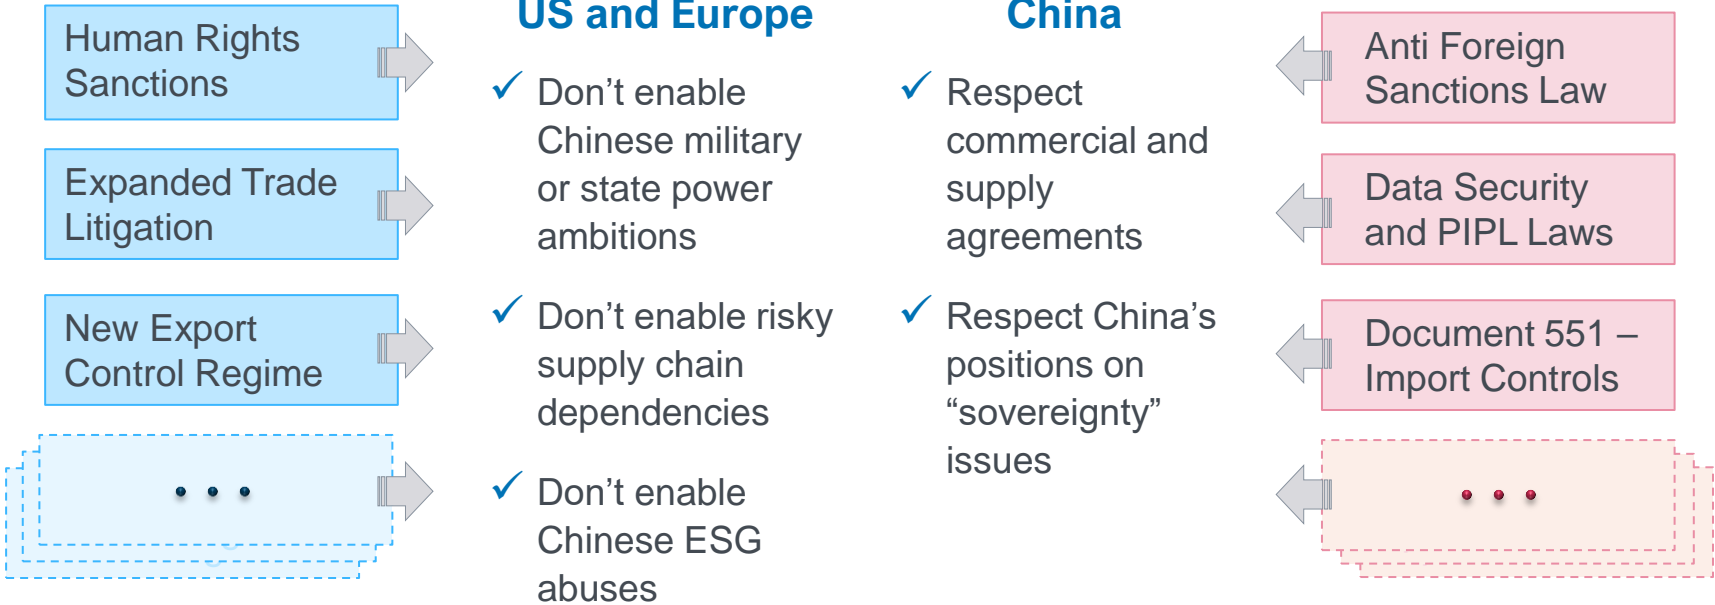 Human Rights
Sanctions
Expanded Trade
Litigation
New Export
Control Regime
US and Europe
✓ Don’t enable
Chinese military
or state power
ambitions
✓ Don’t enable risky
supply chain
dependencies
✓ Don’t enable
Chinese ESG
abuses
China
✓ Respect
commercial and
supply
agreements
✓ Respect China’s
positions on
“sovereignty”
issues
Anti Foreign
Sanctions Law
Data Security
and PIPL Laws
Document 551 –
Import Controls